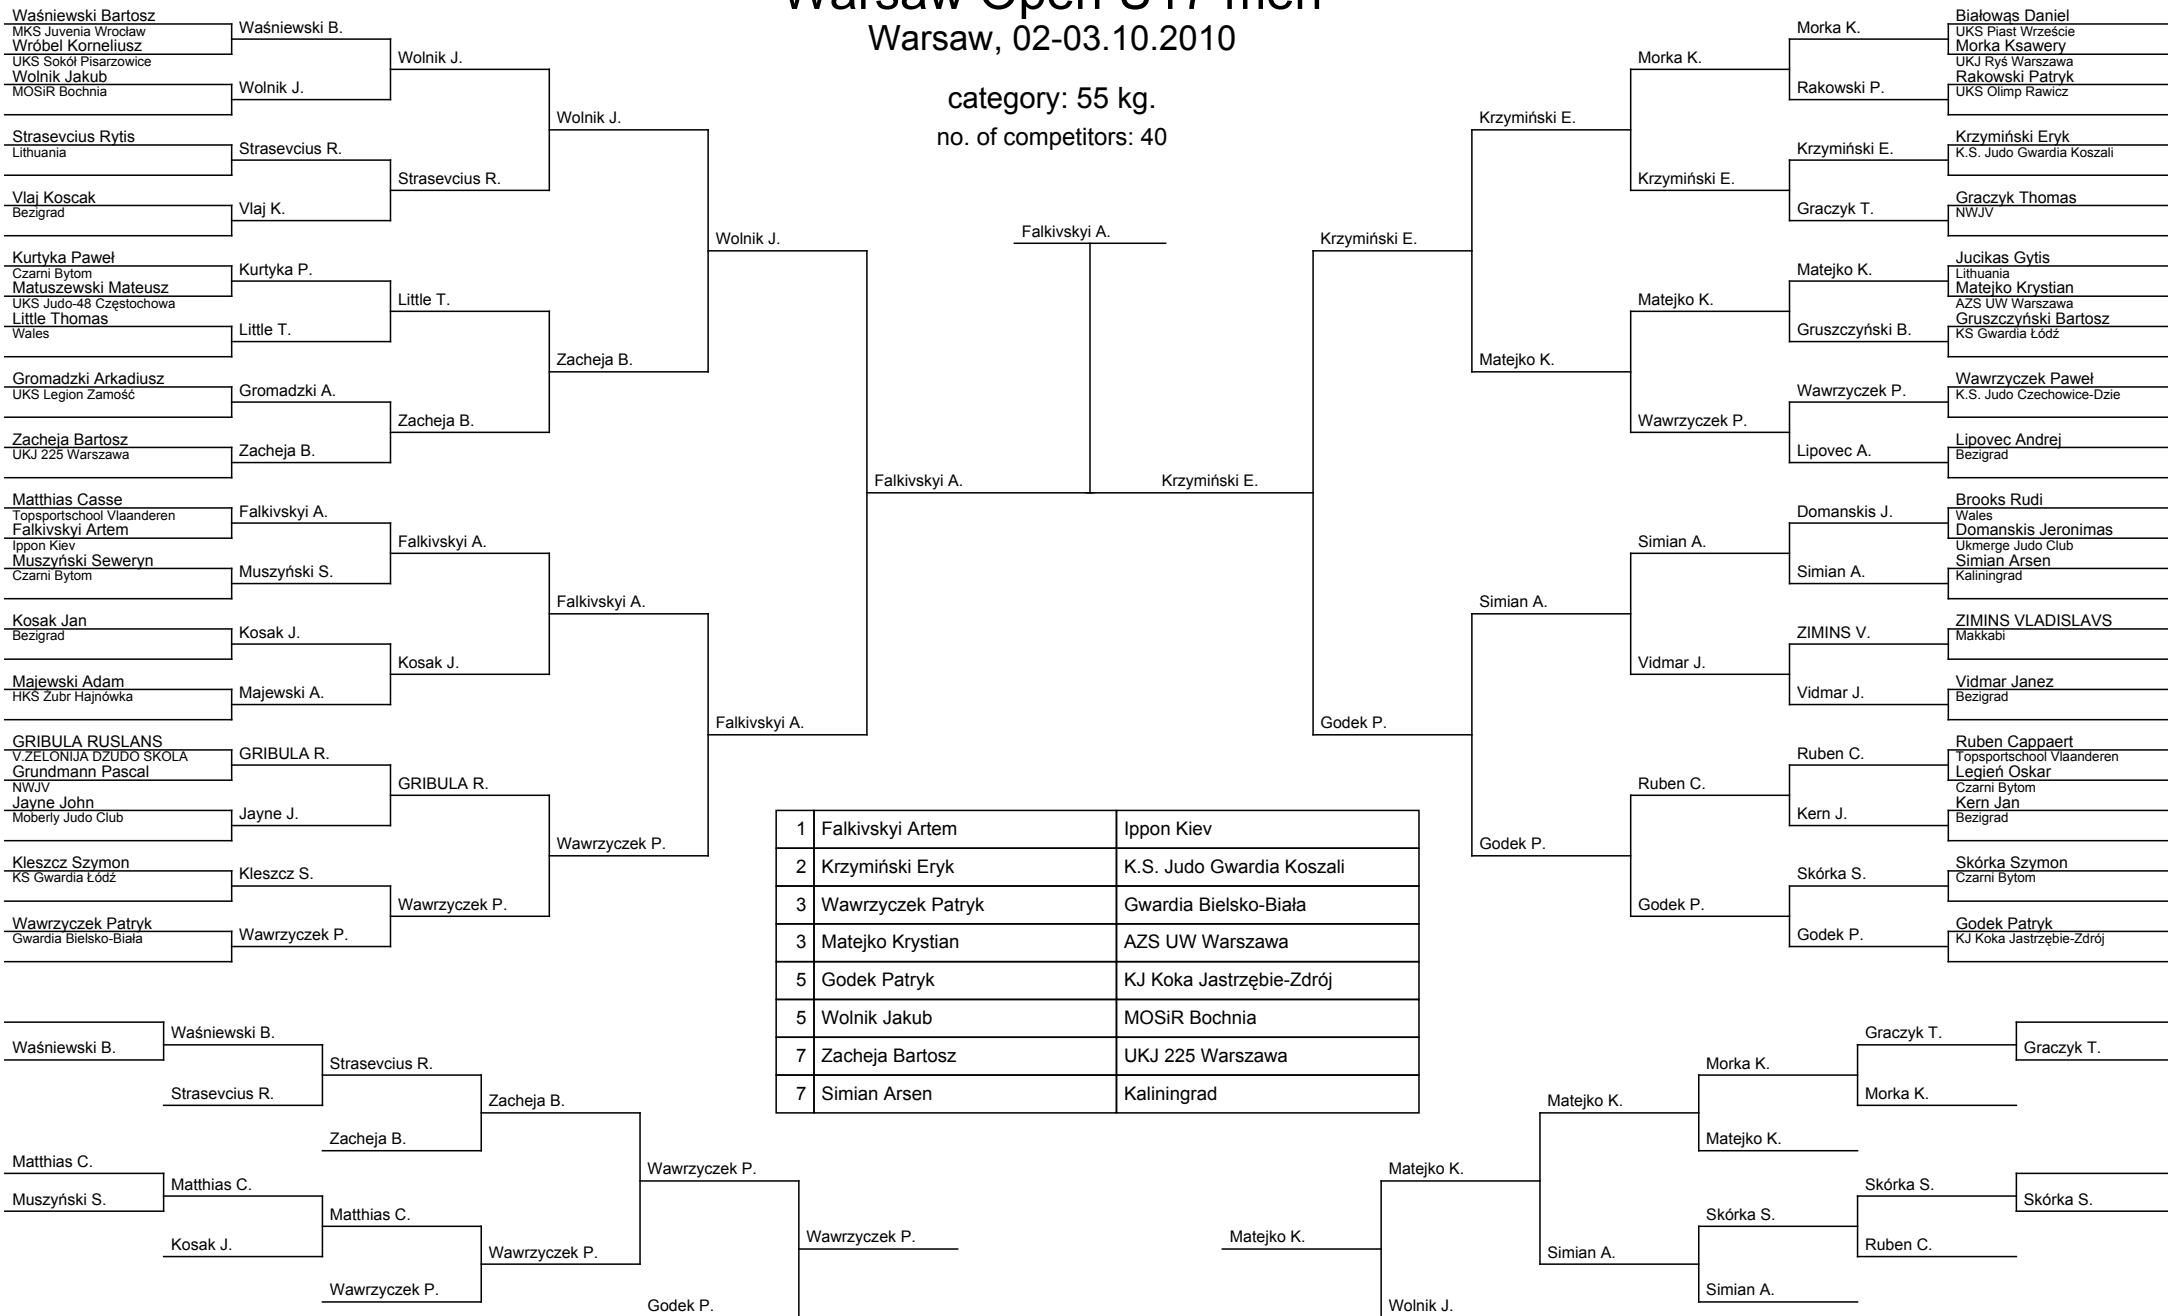 Warsaw Open U17 men
Warsaw, 02-03.10.2010
category: 55 kg.
no. of competitors: 40
Waśniewski Bartosz
MKS Juvenia Wrocław
Wróbel Korneliusz
UKS Sokół Pisarzowice
Wolnik Jakub
MOSiR Bochnia
Strasevcius Rytis
Lithuania
Vlaj Koscak
Bezigrad
Kurtyka Paweł
Czarni Bytom
Matuszewski Mateusz
UKS Judo-48 Częstochowa
Little Thomas
Wales
Gromadzki Arkadiusz
UKS Legion Zamość
Zacheja Bartosz
UKJ 225 Warszawa
Matthias Casse
Topsportschool Vlaanderen
Falkivskyi Artem
Ippon Kiev
Muszyński Seweryn
Czarni Bytom
Kosak Jan
Bezigrad
Majewski Adam
HKS Żubr Hajnówka
GRIBULA RUSLANS
V.ZELONIJA DZUDO SKOLA
Grundmann Pascal
NWJV
Jayne John
Moberly Judo Club
Kleszcz Szymon
KS Gwardia Łódź
Wawrzyczek Patryk
Gwardia Bielsko-Biała
Waśniewski B.
Wolnik J.
Strasevcius R.
Vlaj K.
Kurtyka P.
Little T.
Gromadzki A.
Zacheja B.
Falkivskyi A.
Muszyński S.
Kosak J.
Majewski A.
GRIBULA R.
Jayne J.
Kleszcz S.
Wawrzyczek P.
Wolnik J.
Strasevcius R.
Little T.
Zacheja B.
Falkivskyi A.
Kosak J.
GRIBULA R.
Wawrzyczek P.
Wolnik J.
Zacheja B.
Falkivskyi A.
Wawrzyczek P.
Wolnik J.
Falkivskyi A.
Falkivskyi A.
Falkivskyi A.
Krzymiński E.
Krzymiński E.
Godek P.
Krzymiński E.
Matejko K.
Simian A.
Godek P.
Morka K.
Krzymiński E.
Matejko K.
Wawrzyczek P.
Simian A.
Vidmar J.
Ruben C.
Godek P.
Morka K.
Rakowski P.
Krzymiński E.
Graczyk T.
Matejko K.
Gruszczyński B.
Wawrzyczek P.
Lipovec A.
Domanskis J.
Simian A.
ZIMINS V.
Vidmar J.
Ruben C.
Kern J.
Skórka S.
Godek P.
Białowąs Daniel
UKS Piast Wrzeście
Morka Ksawery
UKJ Ryś Warszawa
Rakowski Patryk
UKS Olimp Rawicz
Krzymiński Eryk
K.S. Judo Gwardia Koszali
Graczyk Thomas
NWJV
Jucikas Gytis
Lithuania
Matejko Krystian
AZS UW Warszawa
Gruszczyński Bartosz
KS Gwardia Łódź
Wawrzyczek Paweł
K.S. Judo Czechowice-Dzie
Lipovec Andrej
Bezigrad
Brooks Rudi
Wales
Domanskis Jeronimas
Ukmerge Judo Club
Simian Arsen
Kaliningrad
ZIMINS VLADISLAVS
Makkabi
Vidmar Janez
Bezigrad
Ruben Cappaert
Topsportschool Vlaanderen
Legień Oskar
Czarni Bytom
Kern Jan
Bezigrad
Skórka Szymon
Czarni Bytom
Godek Patryk
KJ Koka Jastrzębie-Zdrój
1 Falkivskyi Artem Ippon Kiev
2 Krzymiński Eryk K.S. Judo Gwardia Koszali
3 Wawrzyczek Patryk Gwardia Bielsko-Biała
3 Matejko Krystian AZS UW Warszawa
5 Godek Patryk KJ Koka Jastrzębie-Zdrój
5 Wolnik Jakub MOSiR Bochnia
7 Zacheja Bartosz UKJ 225 Warszawa
7 Simian Arsen Kaliningrad
Waśniewski B.
Matthias C.
Muszyński S.
Waśniewski B.
Strasevcius R.
Matthias C.
Kosak J.
Strasevcius R.
Zacheja B.
Matthias C.
Wawrzyczek P.
Zacheja B.
Wawrzyczek P.
Wawrzyczek P.
Godek P.
Wawrzyczek P.
Matejko K.
Matejko K.
Wolnik J.
Matejko K.
Simian A.
Morka K.
Matejko K.
Skórka S.
Simian A.
Graczyk T.
Morka K.
Skórka S.
Ruben C.
Graczyk T.
Skórka S.